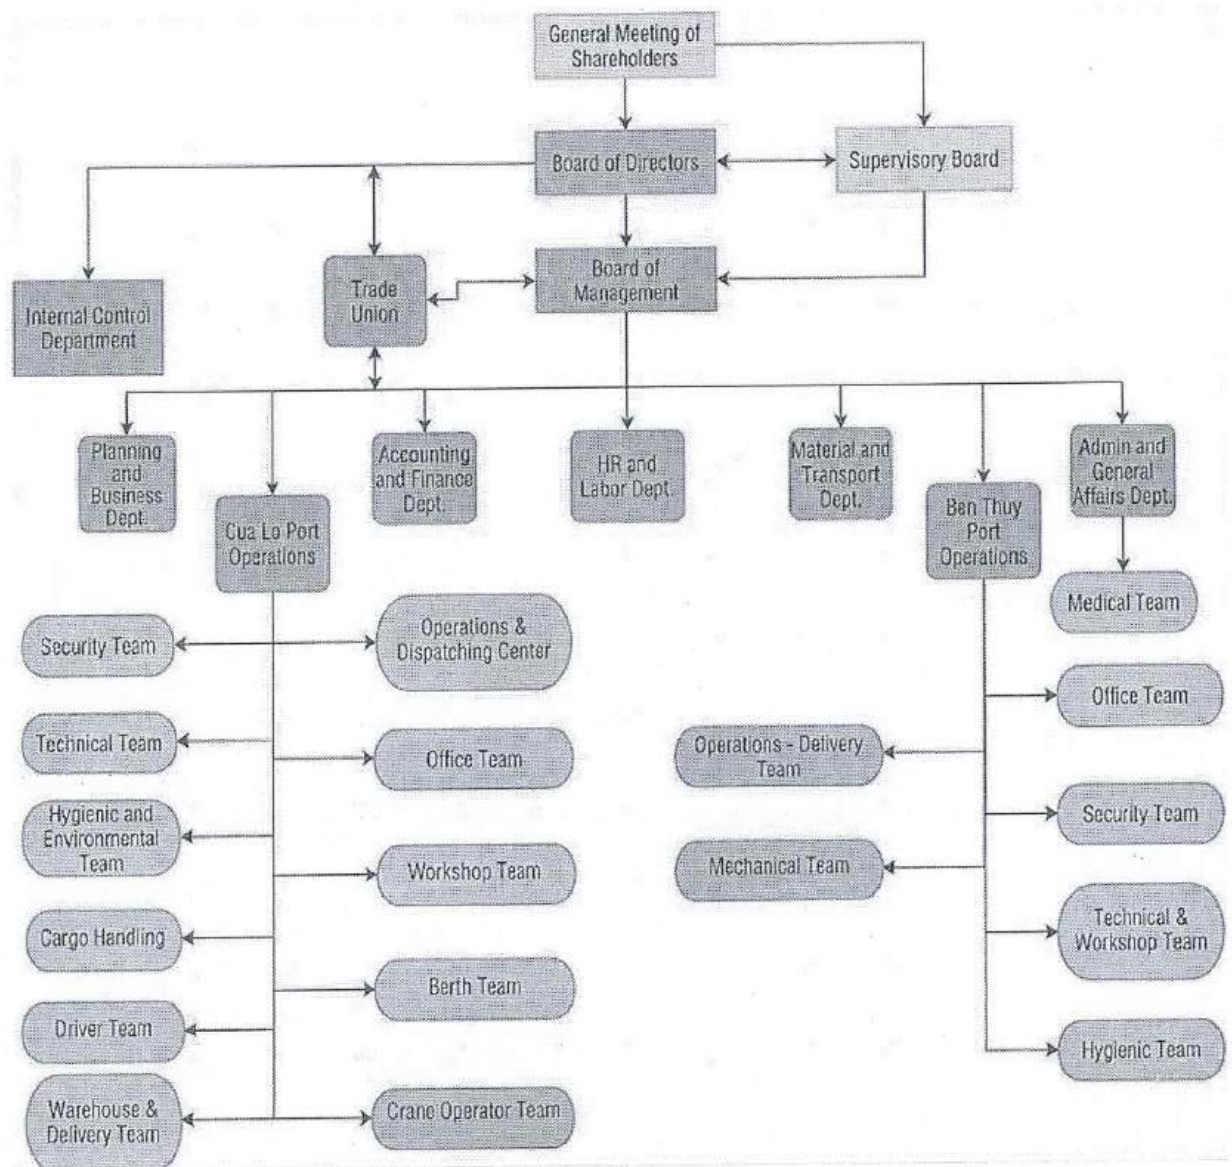 General Meeting of
Shareholders
Board of Directors
Supervisory Board
Board of
Management
Trade
Union
Internal Control
Department
Planning
and
Business
Dept.
Cua Lo Port
Operations
Accounting
and Finance
Dept.
HR and
Labor Dept.
Material and
Transport
Dept.
Ben Thuy
Port
Operations
Admin and
General
Affairs Dept.
Medical Team
Security Team
Operations &
Dispatching Center
Technical Team
Office Team
Hygienic and
Environmental
Team
Workshop Team
Cargo Handling
Berth Team
Driver Team
Warehouse &
Delivery Team
Crane Operator Team
Operations - Delivery
Team
Mechanical Team
Office Team
Security Team
Technical &
Workshop Team
Hygienic Team